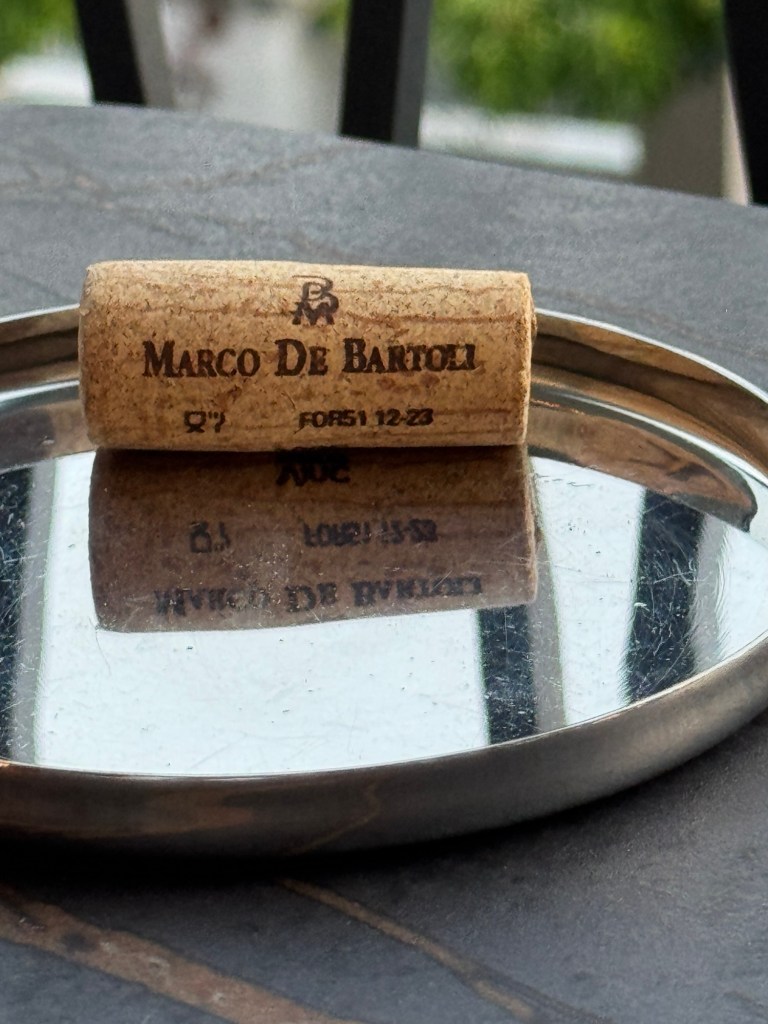 MARCO DE BARTOLI
FOR51 12-23